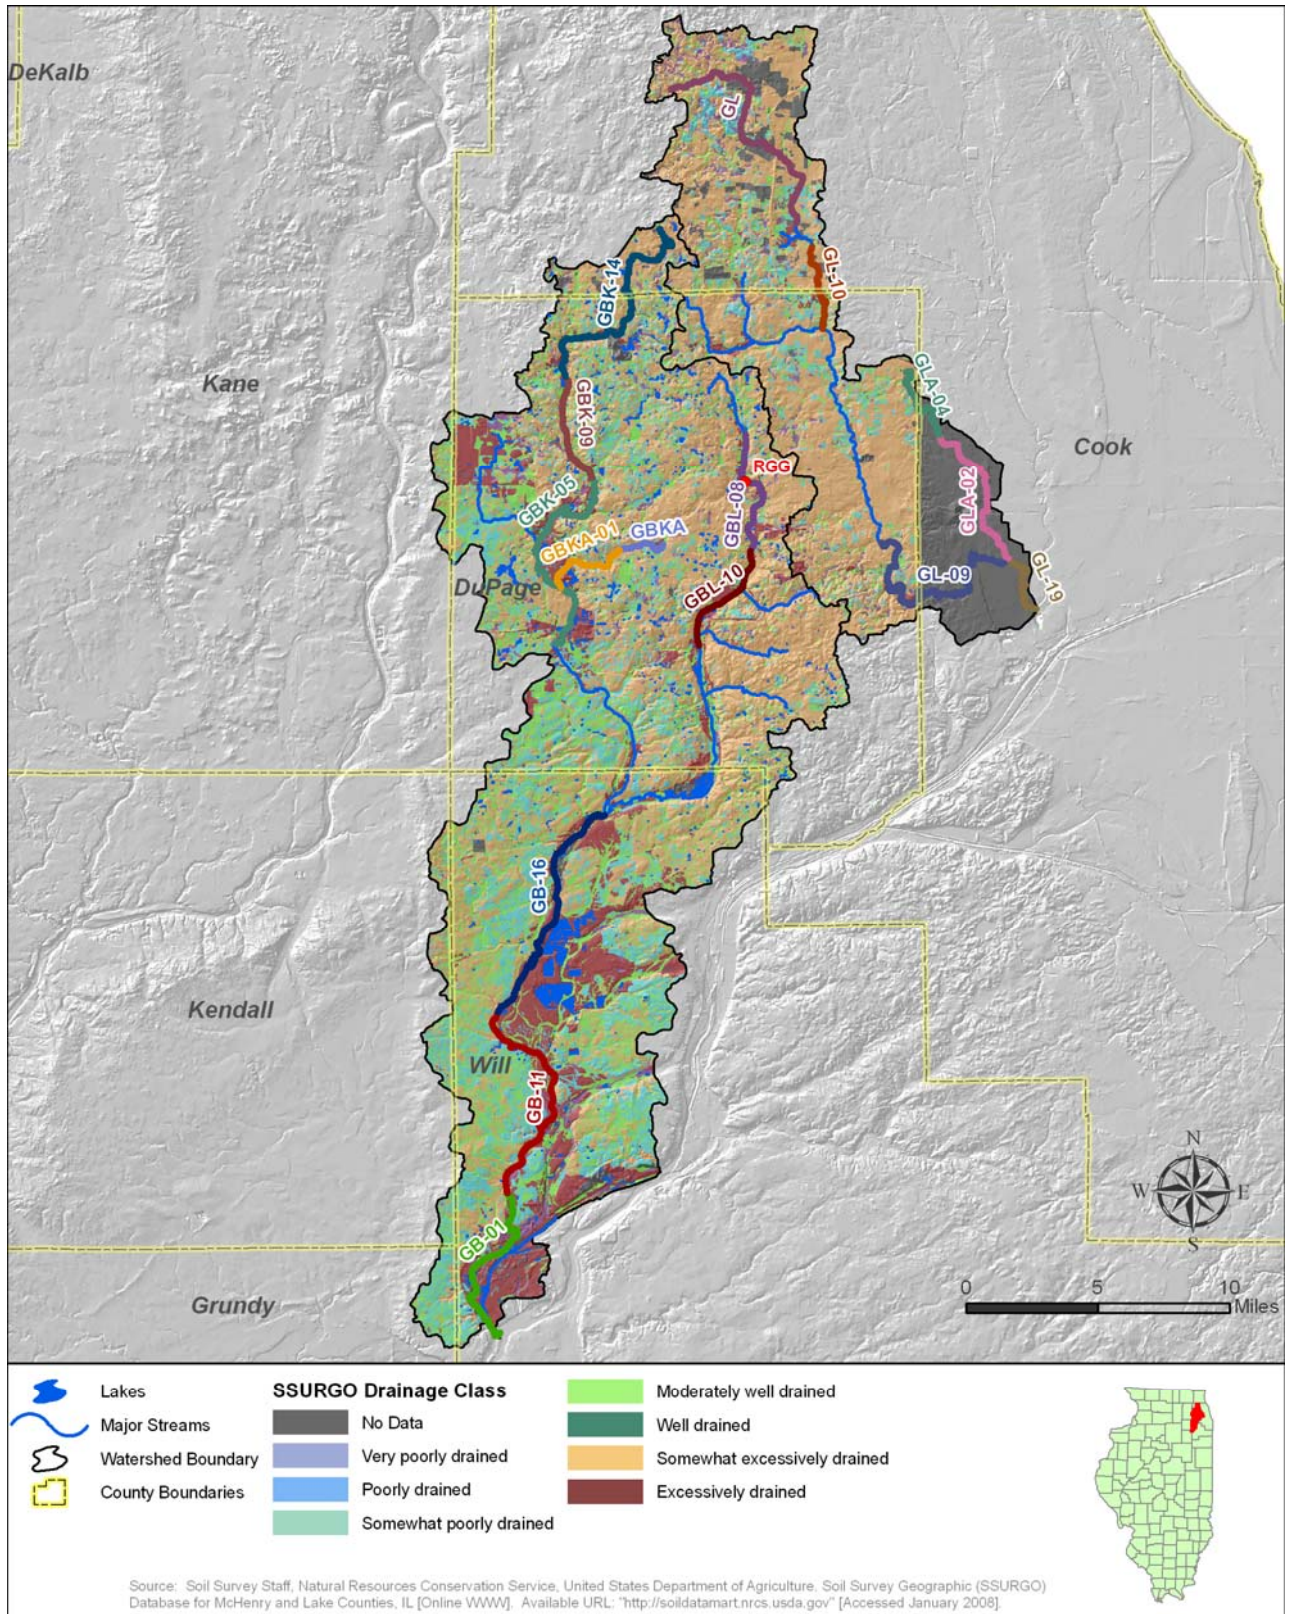 DeKalb
GL
GL-10
GBK-14
Kane
GBK-09
GLA-04
Cook
RGG
GLA-02
GBK-05
GBL-08
GBKA-01
GBKA
DuPage
GBL-10
GL-09
GL-19
GB-16
Kendall
Will
GB-11
N
W
E
S
GB-01
Grundy
0
5
10
Miles
Lakes
Major Streams
Watershed Boundary
County Boundaries
SSURGO Drainage Class
No Data
Very poorly drained
Poorly drained
Somewhat poorly drained
Moderately well drained
Well drained
Somewhat excessively drained
Excessively drained
Source: Soil Survey Staff, Natural Resources Conservation Service, United States Department of Agriculture. Soil Survey Geographic (SSURGO)
Database for McHenry and Lake Counties, IL [Online WWW]. Available URL: "http://soildatamart.nrcs.usda.gov" [Accessed January 2008].